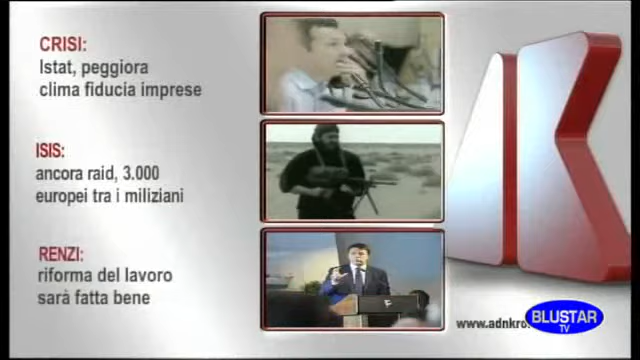 CRISI:
Istat, peggiora
clima fiducia imprese
ISIS:
ancora raid, 3.000
europei tra i miliziani
RENZI:
riforma del lavoro
sarà fatta bene
www.adnkro
BLUSTAR
TV